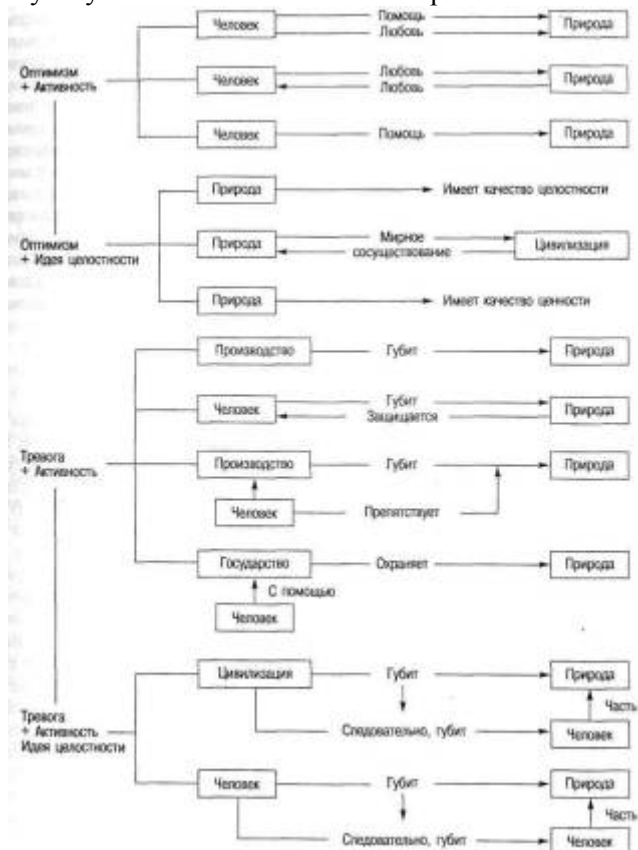 Человек
Помощь
Любовь
Природа
Оптимизм
+ Активность
Человек
Любовь
Любовь
Природа
Человек
Помощь
Природа
Природа
Имеет качество целостности
Оптимизм
+ Идея целостности
Природа
Мирное
сосуществование
Цивилизация
Природа
Имеет качество ценности
Производство
Губит
Природа
Человек
Губит
Защищается
Природа
Тревога
+ Активность
Производство
Губит
Природа
Человек
Препятствует
Государство
Охраняет
Природа
С помощью
Человек
Цивилизация
Губит
Природа
Часть
Тревога
+ Активность
Идея целостности
Следовательно, губит
Человек
Человек
Губит
Природа
Часть
Следовательно, губит
Человек